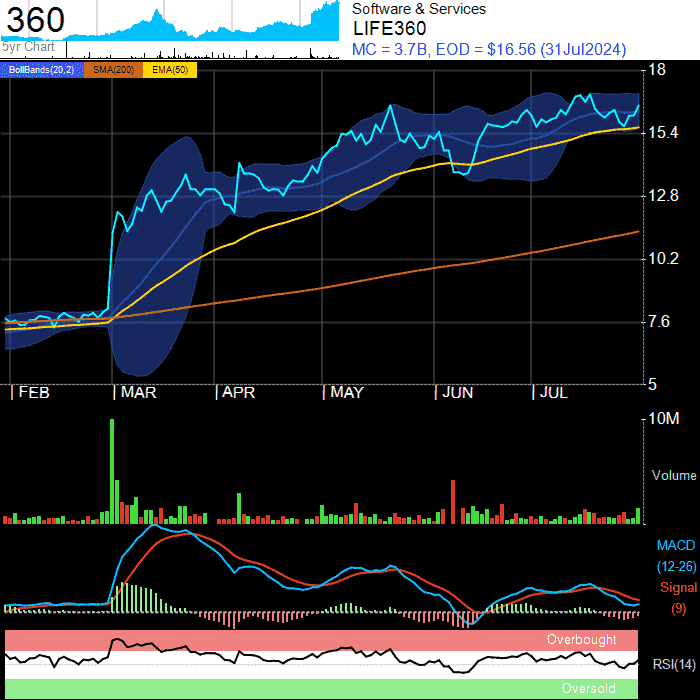 360
Software & Services
LIFE360
5yr Chart
MC = 3.7B, EOD = $16.56 (31Jul2024)
BollBands(20,2) SMA(200) EMA(50)
18
15.4
12.8
10.2
7.6
5
FEB MAR APR MAY JUN JUL
10M
Volume
MACD
(12-26)
Signal
(9)
Overbought
RSI(14)
Oversold